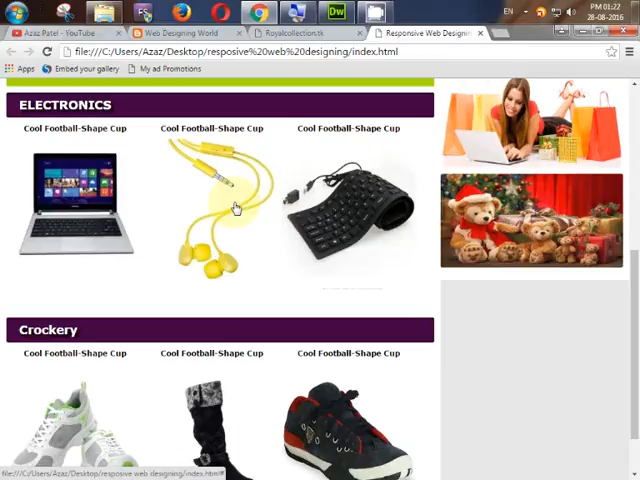 EN
PM 01:22
28-08-2016
Azaz Patel - YouTube
Web Designing World
Royalcollection.tk
Responsive Web Designin
file:///C:/Users/Azaz/Desktop/resposive%20web%20designing/index.html
Apps
Embed your gallery
My ad Promotions
ELECTRONICS
Cool Football-Shape Cup
Cool Football-Shape Cup
Cool Football-Shape Cup
Crockery
Cool Football-Shape Cup
Cool Football-Shape Cup
Cool Football-Shape Cup
file:///C:/Users/Azaz/Desktop/resposive web designing/index.html#
Dw